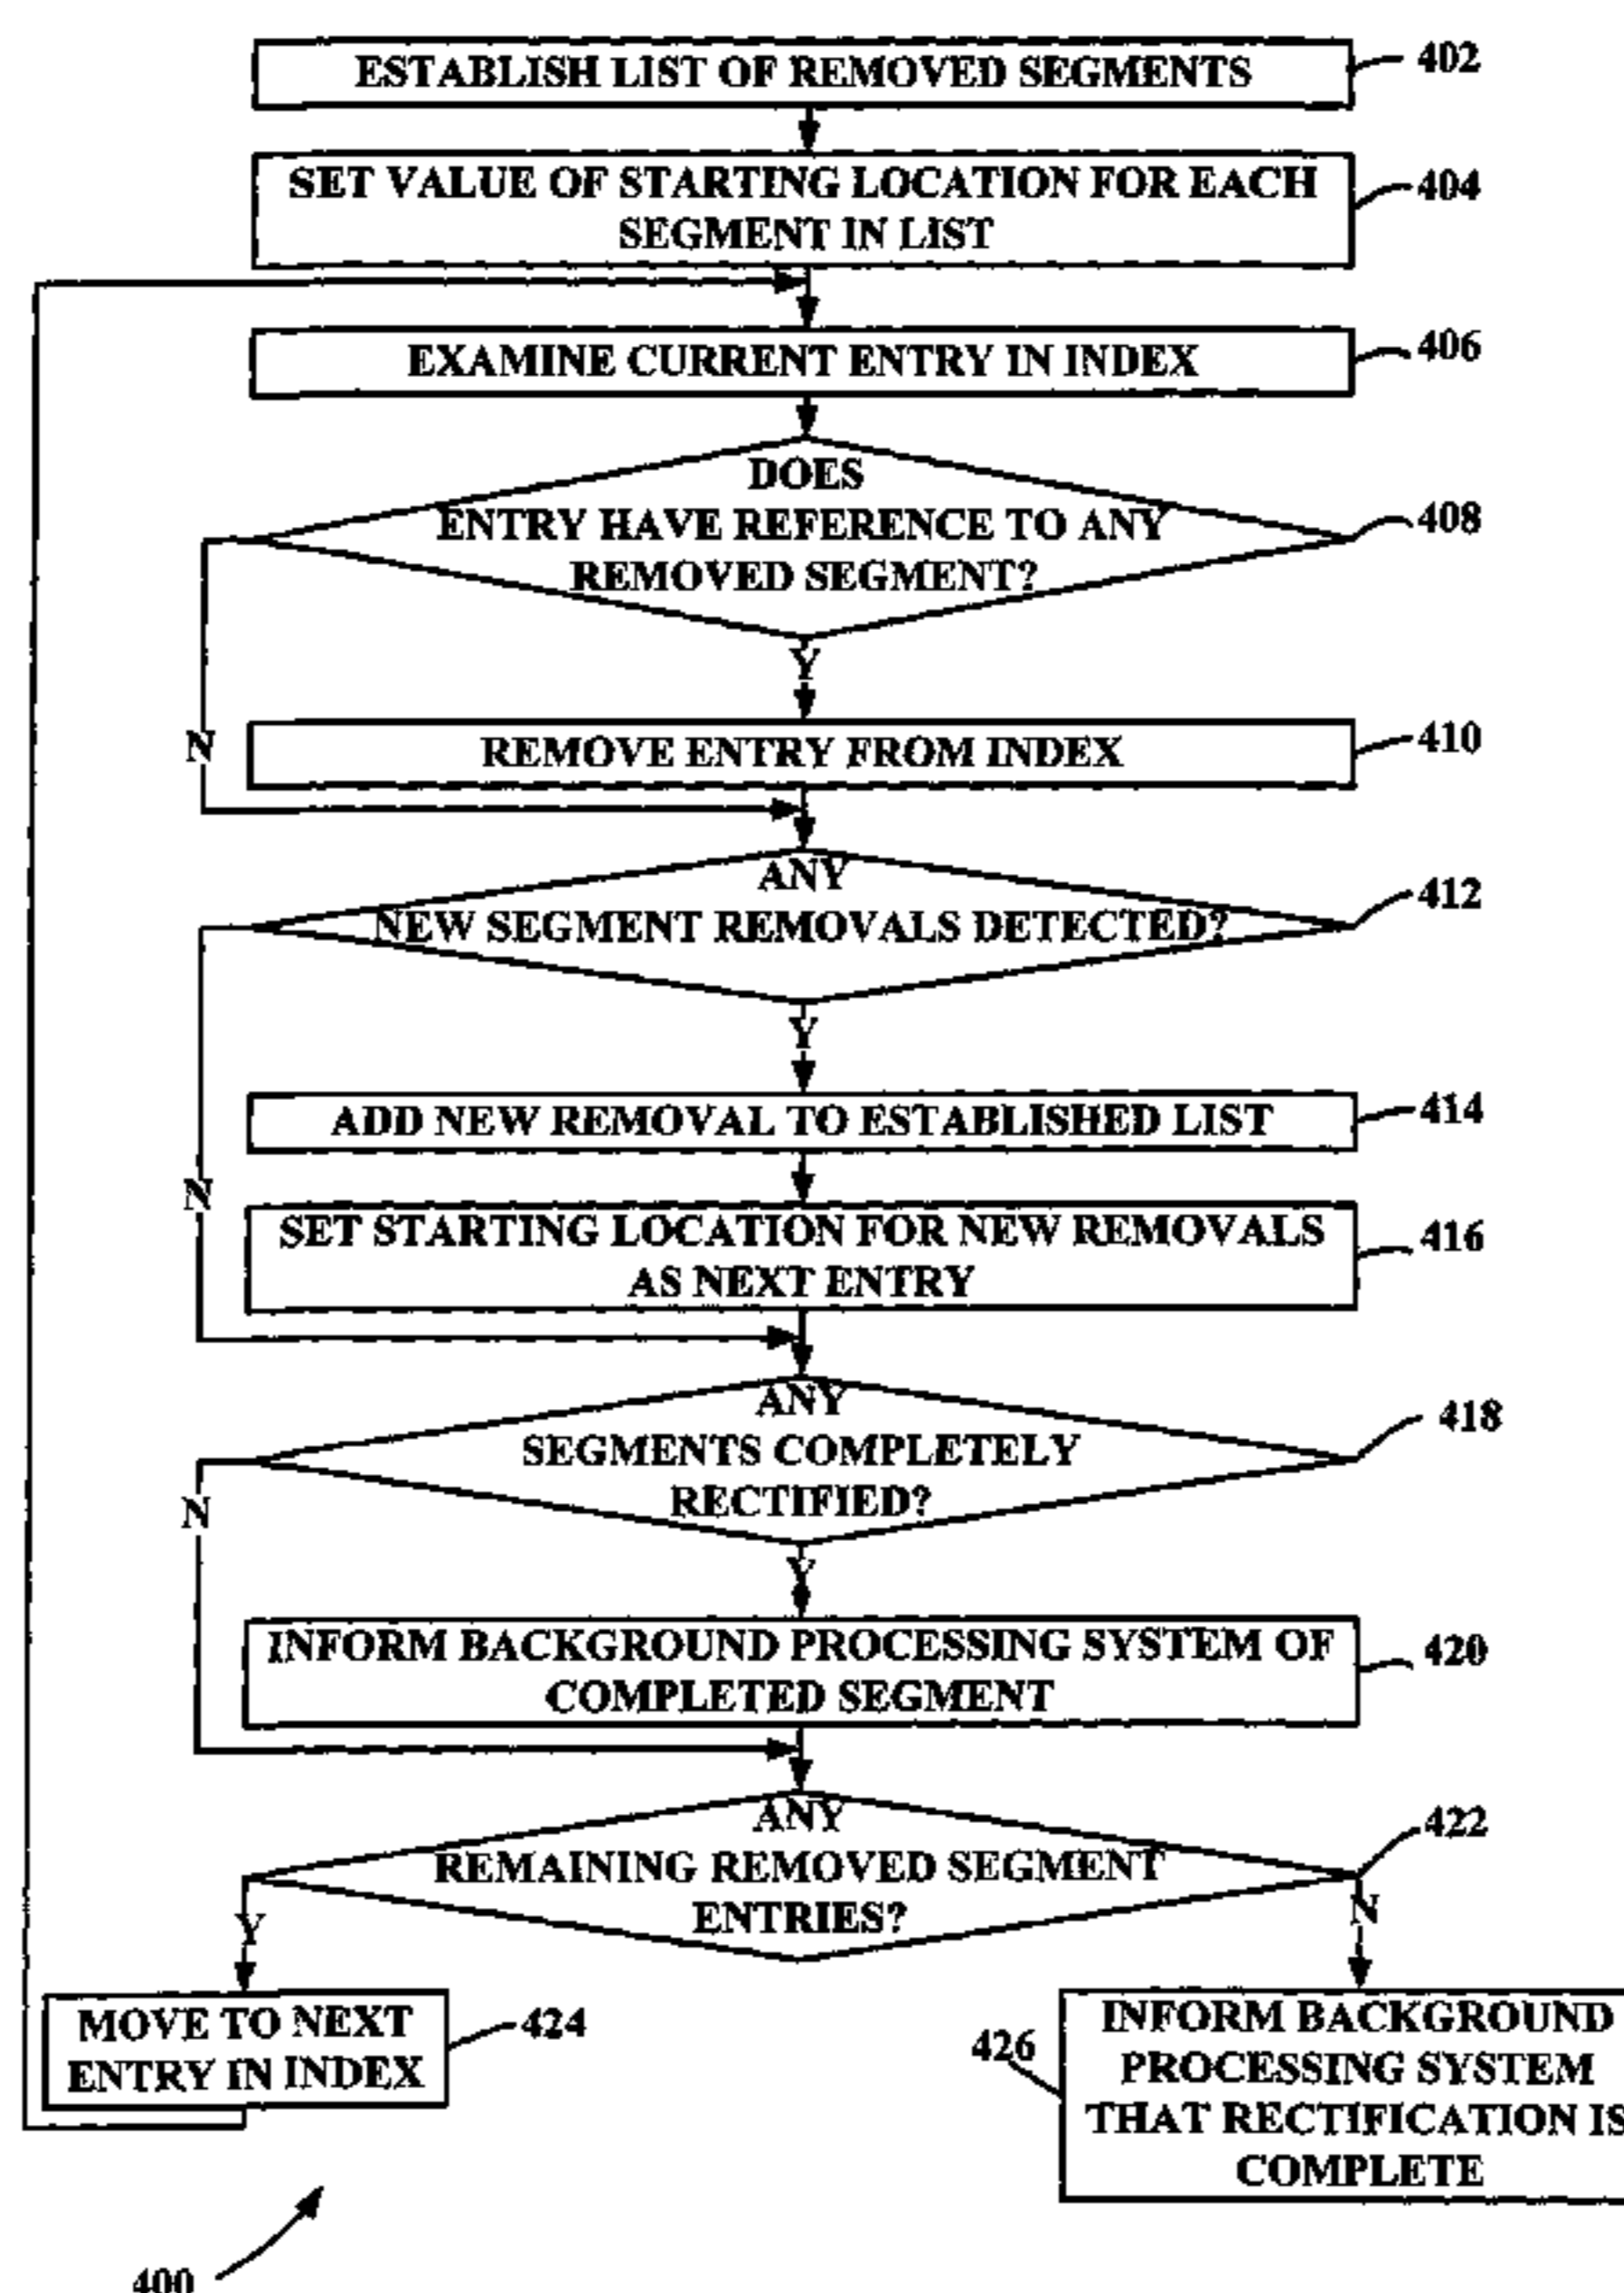 ESTABLISH LIST OF REMOVED SEGMENTS
402
SET VALUE OF STARTING LOCATION FOR EACH
SEGMENT IN LIST
404
EXAMINE CURRENT ENTRY IN INDEX
406
DOES
ENTRY HAVE REFERENCE TO ANY
REMOVED SEGMENT?
408
Y
N
REMOVE ENTRY FROM INDEX
410
ANY
NEW SEGMENT REMOVALS DETECTED?
412
Y
ADD NEW REMOVAL TO ESTABLISHED LIST
414
N
SET STARTING LOCATION FOR NEW REMOVALS
AS NEXT ENTRY
416
ANY
SEGMENTS COMPLETELY
RECTIFIED?
418
N
Y
INFORM BACKGROUND PROCESSING SYSTEM OF
COMPLETED SEGMENT
420
ANY
REMAINING REMOVED SEGMENT
ENTRIES?
422
Y
N
MOVE TO NEXT
ENTRY IN INDEX
424
426
INFORM BACKGROUND
PROCESSING SYSTEM
THAT RECTIFICATION IS
COMPLETE
400